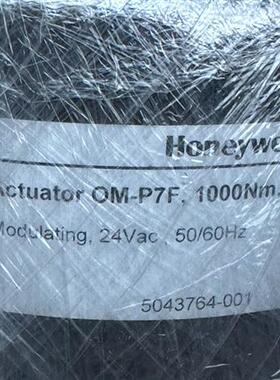 Honeywe
Actuator OM-P7F, 1000Nm,
Modulating, 24Vac , 50/60Hz
5043764-001